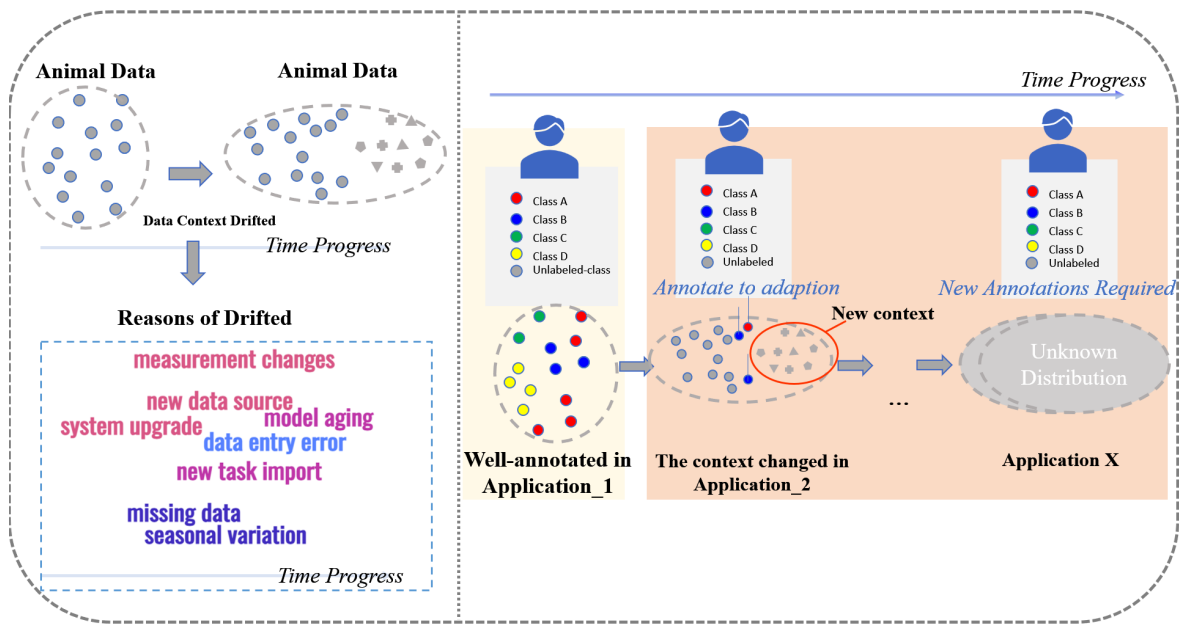 Animal Data
Animal Data
Data Context Drifted
Time Progress
Reasons of Drifted
measurement changes
new data source
model aging
system upgrade
data entry error
new task import
missing data
seasonal variation
Time Progress
Time Progress
Class A
Class B
Class C
Class D
Unlabeled-class
Well-annotated in
Application_1
Class A
Class B
Class C
Class D
Unlabeled
Annotate to adaption
New context
The context changed in
Application_2
...
Class A
Class B
Class C
Class D
Unlabeled
New Annotations Required
Unknown
Distribution
Application X